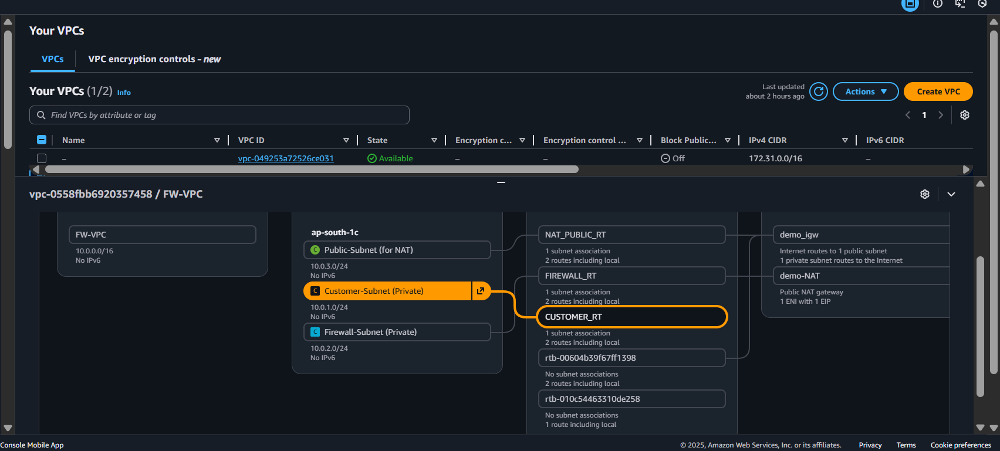 Your VPCs
VPCs
VPC encryption controls - new
Your VPCs (1/2) Info
Last updated
about 2 hours ago
Actions
Create VPC
Find VPCs by attribute or tag
1
Name
VPC ID
State
Encryption c...
Encryption control ...
Block Public...
IPv4 CIDR
IPv6 CIDR
–
vpc-049253a72526ce031
Available
–
–
Off
172.31.0.0/16
–
vpc-0558fbb6920357458 / FW-VPC
FW-VPC
10.0.0.0/16
No IPv6
ap-south-1c
C Public-Subnet (for NAT)
10.0.3.0/24
No IPv6
C Customer-Subnet (Private)
10.0.1.0/24
No IPv6
C Firewall-Subnet (Private)
10.0.2.0/24
No IPv6
NAT_PUBLIC_RT
1 subnet association
2 routes including local
FIREWALL_RT
1 subnet association
2 routes including local
CUSTOMER_RT
1 subnet association
2 routes including local
rtb-00604b39f67ff1398
No subnet associations
2 routes including local
rtb-010c54463310de258
No subnet associations
1 route including local
demo_igw
Internet routes to 1 public subnet
1 private subnet routes to the Internet
demo-NAT
Public NAT gateway
1 ENI with 1 EIP
Console Mobile App
© 2025, Amazon Web Services, Inc. or its affiliates.
Privacy
Terms
Cookie preferences